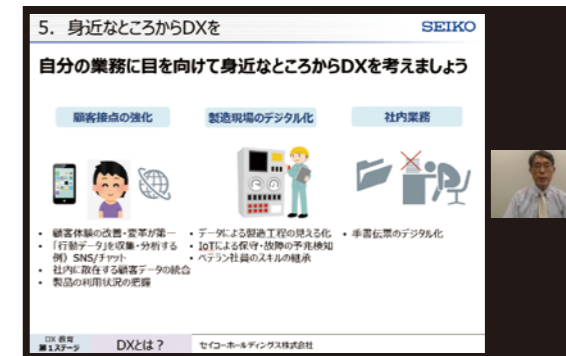 5. 身近なところからDXを
SEIKO
自分の業務に目を向けて身近なところからDXを考えましょう
顧客接点の強化
製造現場のデジタル化
社内業務
• 顧客体験の改善・変革が第一
• 「行動データ」を収集・分析する
例）SNS/チャット
• 社内に散在する顧客データの統合
• 製品の利用状況の把握
• データによる製造工程の見える化
• IoTによる保守・故障の予兆検知
• ベテラン社員のスキルの継承
• 手書伝票のデジタル化
DX 教育
第1ステージ
DXとは？
セイコーホールディングス株式会社